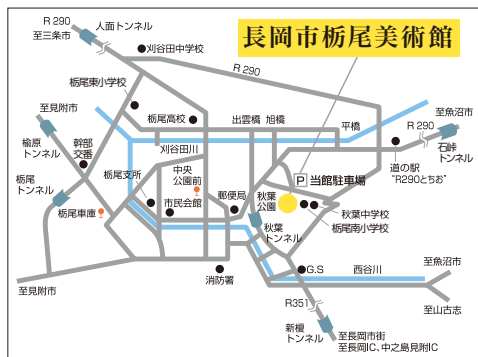 R 290
至三条市
人面トンネル
刈谷田中学校
長岡市栃尾美術館
R 290
栃尾東小学校
至見附市
栃尾高校
出雲橋
旭橋
平橋
至魚沼市
R 290
石峠
トンネル
楡原
トンネル
幹部
交番
刈谷田川
中央
公園前
道の駅
"R290とちお"
栃尾
トンネル
栃尾支所
P
当館駐車場
郵便局
秋葉
公園
栃尾車庫
市民会館
秋葉中学校
栃尾南小学校
秋葉
トンネル
至見附市
消防署
G.S
西谷川
至魚沼市
R351
至山古志
新榎
トンネル
至長岡市街
至長岡IC、中之島見附IC